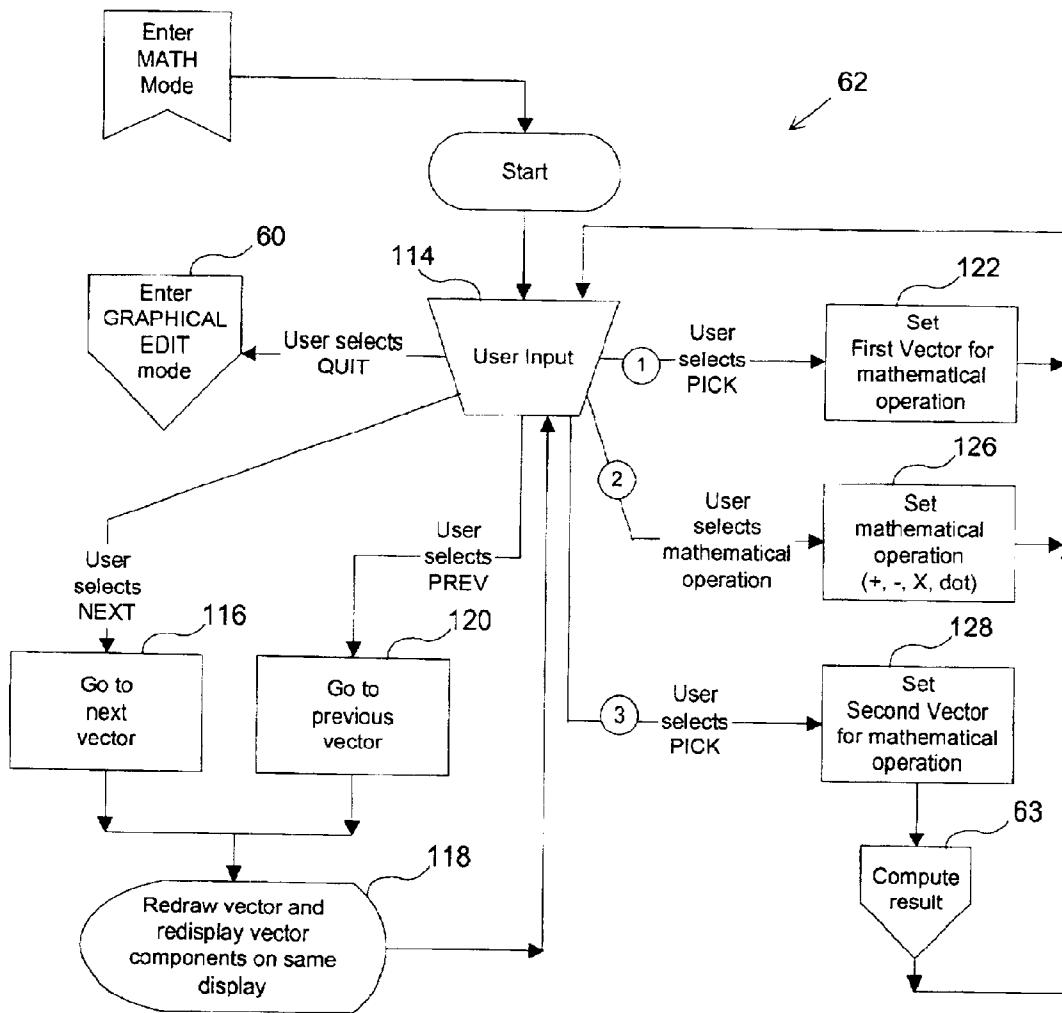 Enter
MATH
Mode
62
Start
60
114
122
Enter
GRAPHICAL
EDIT
mode
User selects
QUIT
User Input
1
User
selects
PICK
Set
First Vector for
mathematical
operation
2
126
User
selects
mathematical
operation
Set
mathematical
operation
(+, -, X, dot)
User
selects
NEXT
User
selects
PREV
116
120
128
Go to
next
vector
Go to
previous
vector
3
User
selects
PICK
Set
Second Vector
for mathematical
operation
63
118
Compute
result
Redraw vector and
redisplay vector
components on same
display